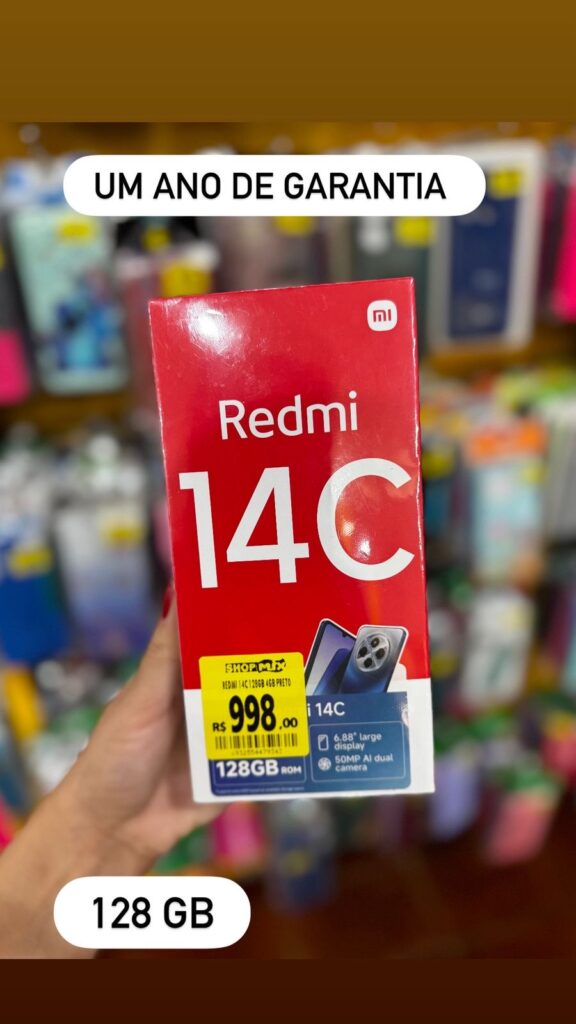 UM ANO DE GARANTIA
mi
Redmi
14C
SHOP MIX
REDMI 14C 128GB 4GB PRETO
R$ 998,00
i 14C
6.88" large
display
50MP AI dual
camera
128GB ROM
128 GB